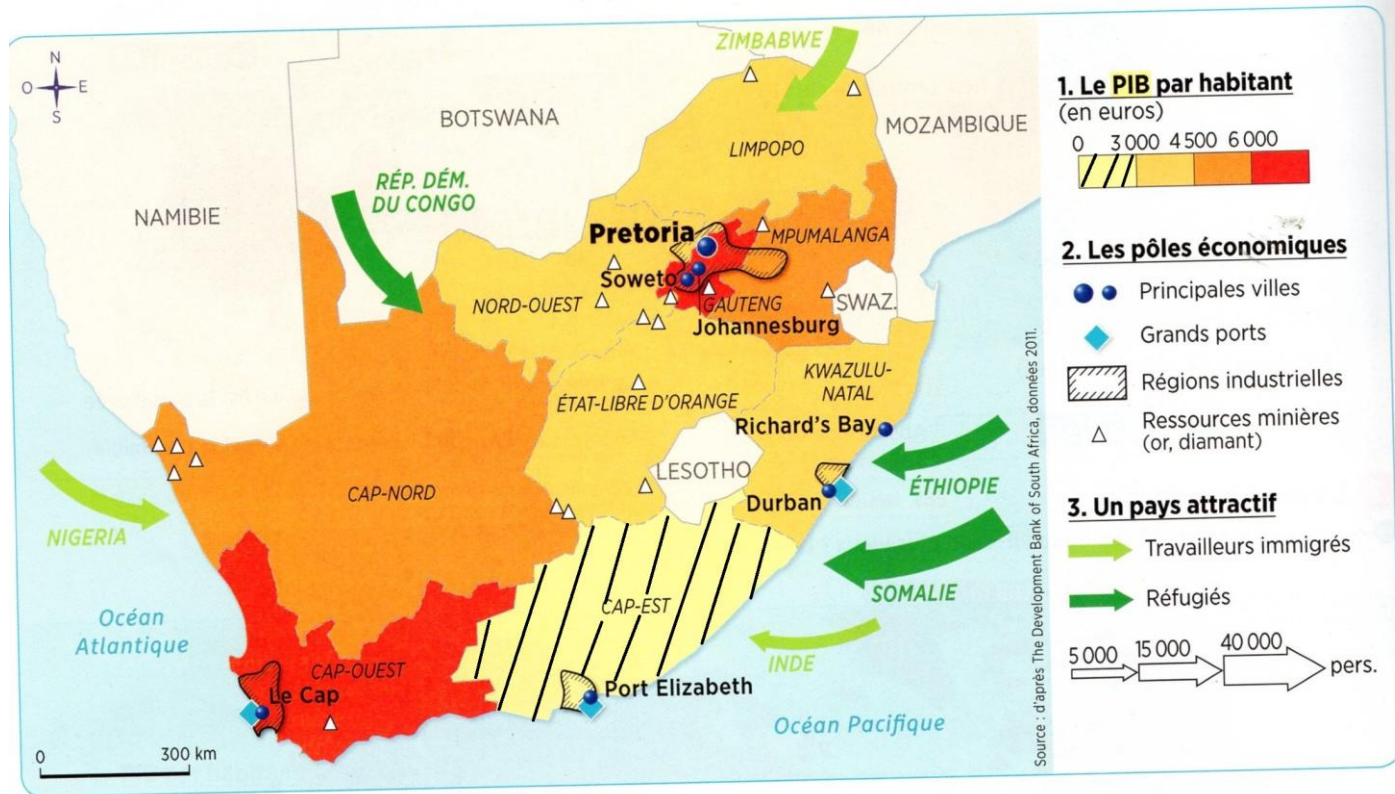 N
O
E
S
ZIMBABWE
BOTSWANA
MOZAMBIQUE
LIMPOPO
RÉP. DÉM.
DU CONGO
NAMIBIE
Pretoria
MPUMALANGA
Soweto
NORD-OUEST
GAUTENG
SWAZ.
Johannesburg
KWAZULU-
NATAL
ÉTAT-LIBRE D'ORANGE
Richard's Bay
LESOTHO
ÉTHIOPIE
CAP-NORD
Durban
NIGERIA
SOMALIE
CAP-EST
Océan
Atlantique
INDE
CAP-OUEST
Le Cap
Port Elizabeth
Océan Pacifique
0 300 km
Source : d'après The Development Bank of South Africa, données 2011.
1. Le PIB par habitant
(en euros)
0 3 000 4 500 6 000
2. Les pôles économiques
Principales villes
Grands ports
Régions industrielles
Ressources minières
(or, diamant)
3. Un pays attractif
Travailleurs immigrés
Réfugiés
5 000 15 000 40 000
pers.